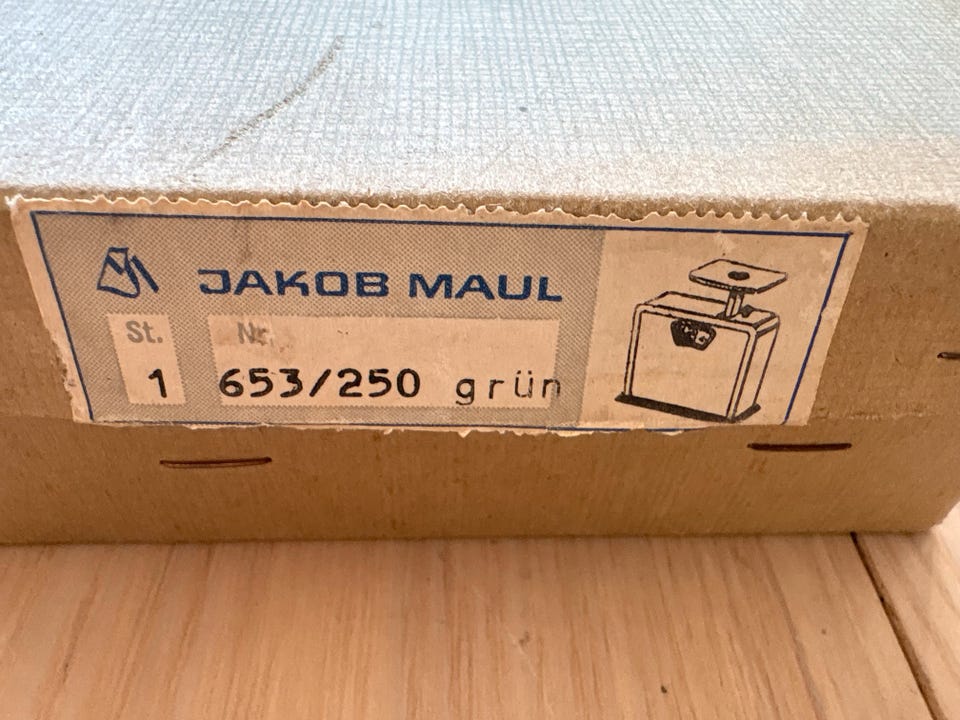 JAKOB MAUL
St. Nr.
1 653/250 grün